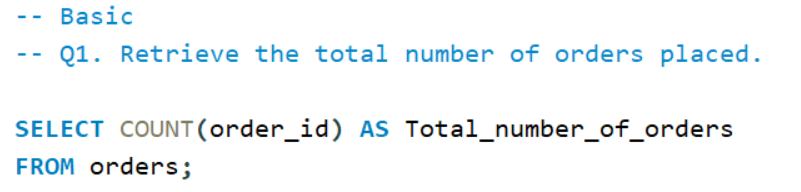 -- Basic
-- Q1. Retrieve the total number of orders placed.
SELECT COUNT(order_id) AS Total_number_of_orders
FROM orders;